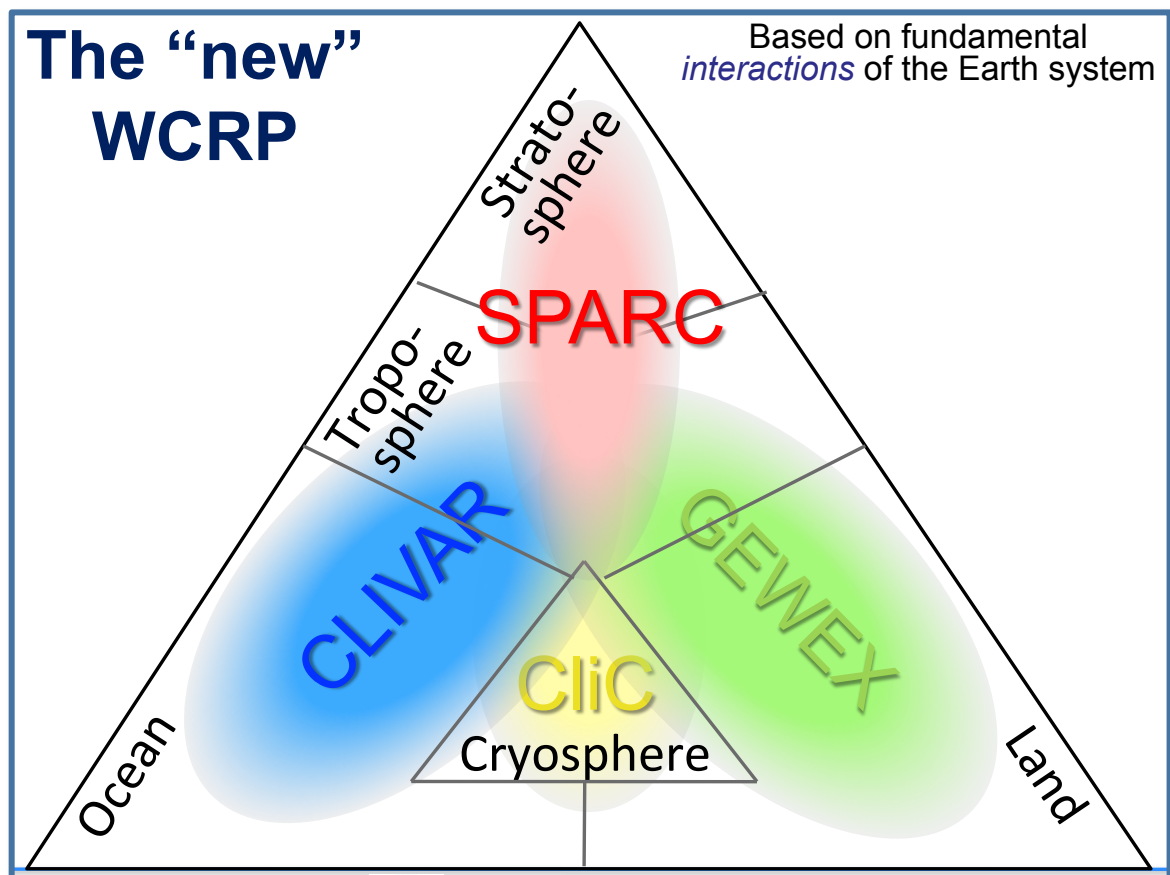 The “new”
WCRP
Based on fundamental
interactions of the Earth system
Strato-
sphere
SPARC
Tropo-
sphere
CLIVAR
GEWEX
CliC
Cryosphere
Ocean
Land